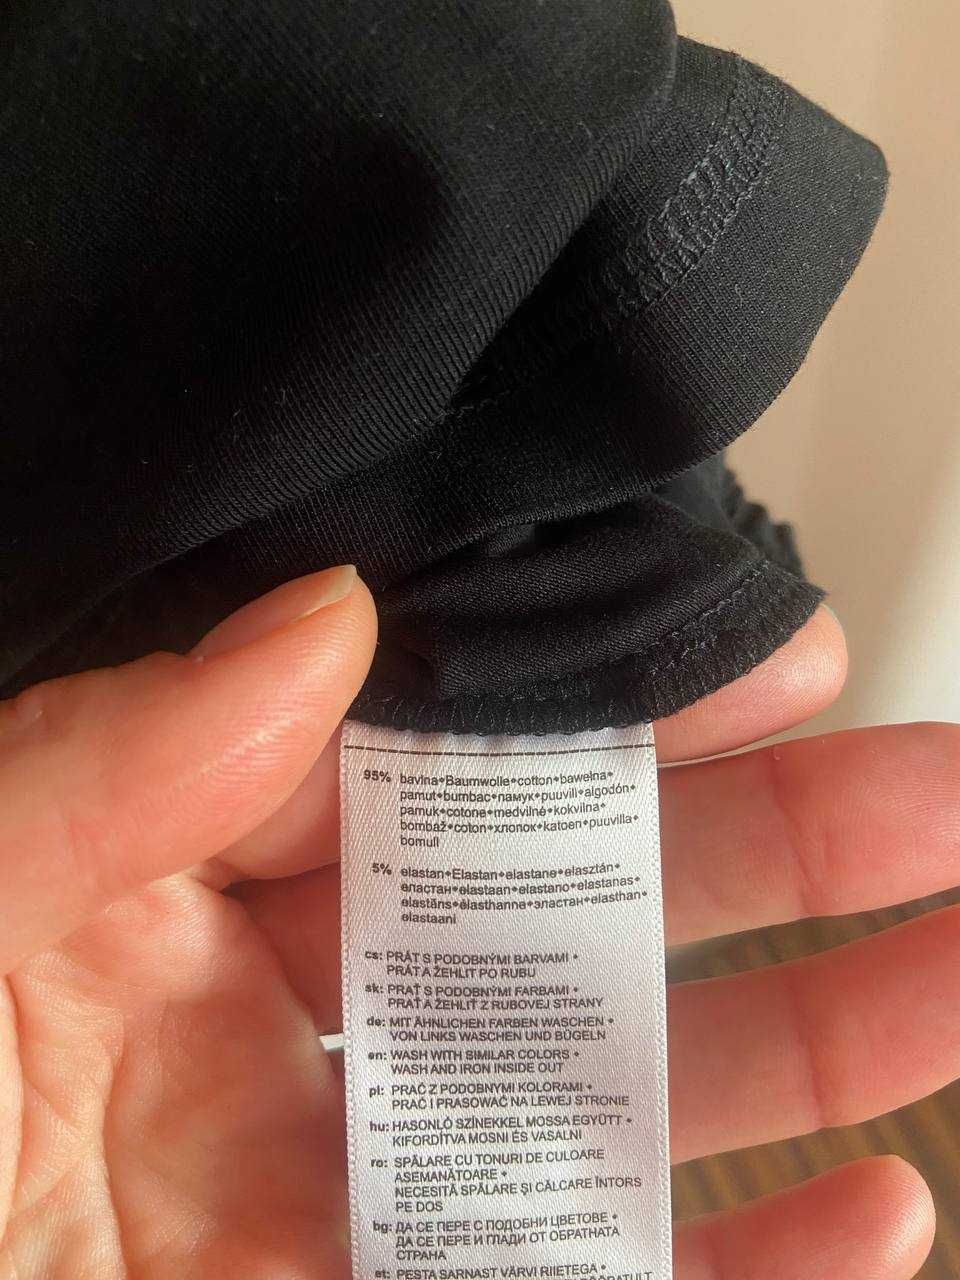 95% bavlna•Baumwolle•cotton•bawełna•
pamut•bumbac•памук•puuvill•algodón•
pamuk•cotone•medvilné•kokvilna•
bombaž•coton•хлопок•katoen•puuvilla•
bomull
5% elastan•Elastan•elastane•elasztán•
еластан•elastaan•elastano•elastanas•
elastāns•élasthanne•эластан•elasthan•
elastaani
cs: PRÁT S PODOBNÝMI BARVAMI •
PRÁT A ŽEHLIT PO RUBU
sk: PRAŤ S PODOBNÝMI FARBAMI •
PRAŤ A ŽEHLIŤ Z RUBOVEJ STRANY
de: MIT ÄHNLICHEN FARBEN WASCHEN •
VON LINKS WASCHEN UND BÜGELN
en: WASH WITH SIMILAR COLORS •
WASH AND IRON INSIDE OUT
pl: PRAĆ Z PODOBNYMI KOLORAMI •
PRAĆ I PRASOWAĆ NA LEWEJ STRONIE
hu: HASONLÓ SZÍNEKKEL MOSSA EGYÜTT •
KIFORDÍTVA MOSNI ÉS VASALNI
ro: SPĂLARE CU TONURI DE CULOARE
ASEMANĂTOARE •
NECESITĂ SPĂLARE ȘI CĂLCARE ÎNTORS
PE DOS
bg: ДА СЕ ПЕРЕ С ПОДОБНИ ЦВЕТОВЕ •
ДА СЕ ПЕРЕ И ГЛАДИ ОТ ОБРАТНАТА
СТРАНА
et: PESTA SARNAST VÄRVI RIIETEGA •